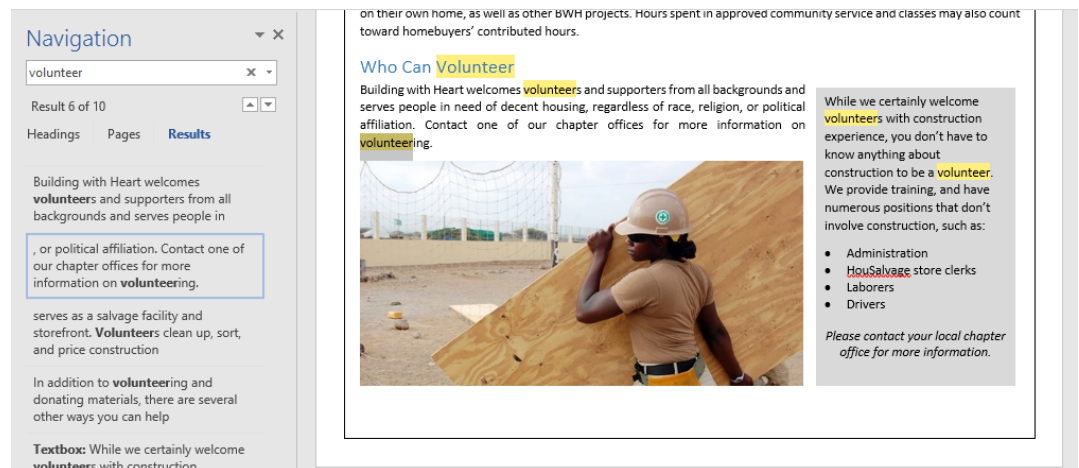 Navigation
volunteer
Result 6 of 10
Headings Pages Results
Building with Heart welcomes
volunteers and supporters from all
backgrounds and serves people in
, or political affiliation. Contact one of
our chapter offices for more
information on volunteering.
serves as a salvage facility and
storefront. Volunteers clean up, sort,
and price construction
In addition to volunteering and
donating materials, there are several
other ways you can help
Textbox: While we certainly welcome
volunteers with construction
on their own home, as well as other BWH projects. Hours spent in approved community service and classes may also count
toward homebuyers’ contributed hours.
Who Can Volunteer
Building with Heart welcomes volunteers and supporters from all backgrounds and
serves people in need of decent housing, regardless of race, religion, or political
affiliation. Contact one of our chapter offices for more information on
volunteering.
While we certainly welcome
volunteers with construction
experience, you don’t have to
know anything about
construction to be a volunteer.
We provide training, and have
numerous positions that don’t
involve construction, such as:
• Administration
• HouSalvage store clerks
• Laborers
• Drivers
Please contact your local chapter
office for more information.